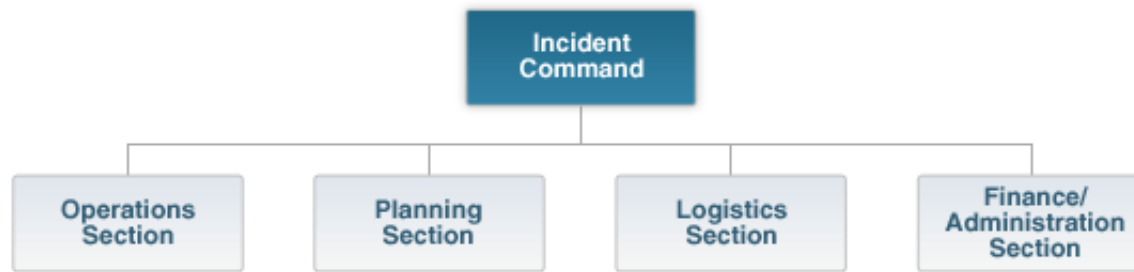 Incident
Command
Operations
Section
Planning
Section
Logistics
Section
Finance/
Administration
Section